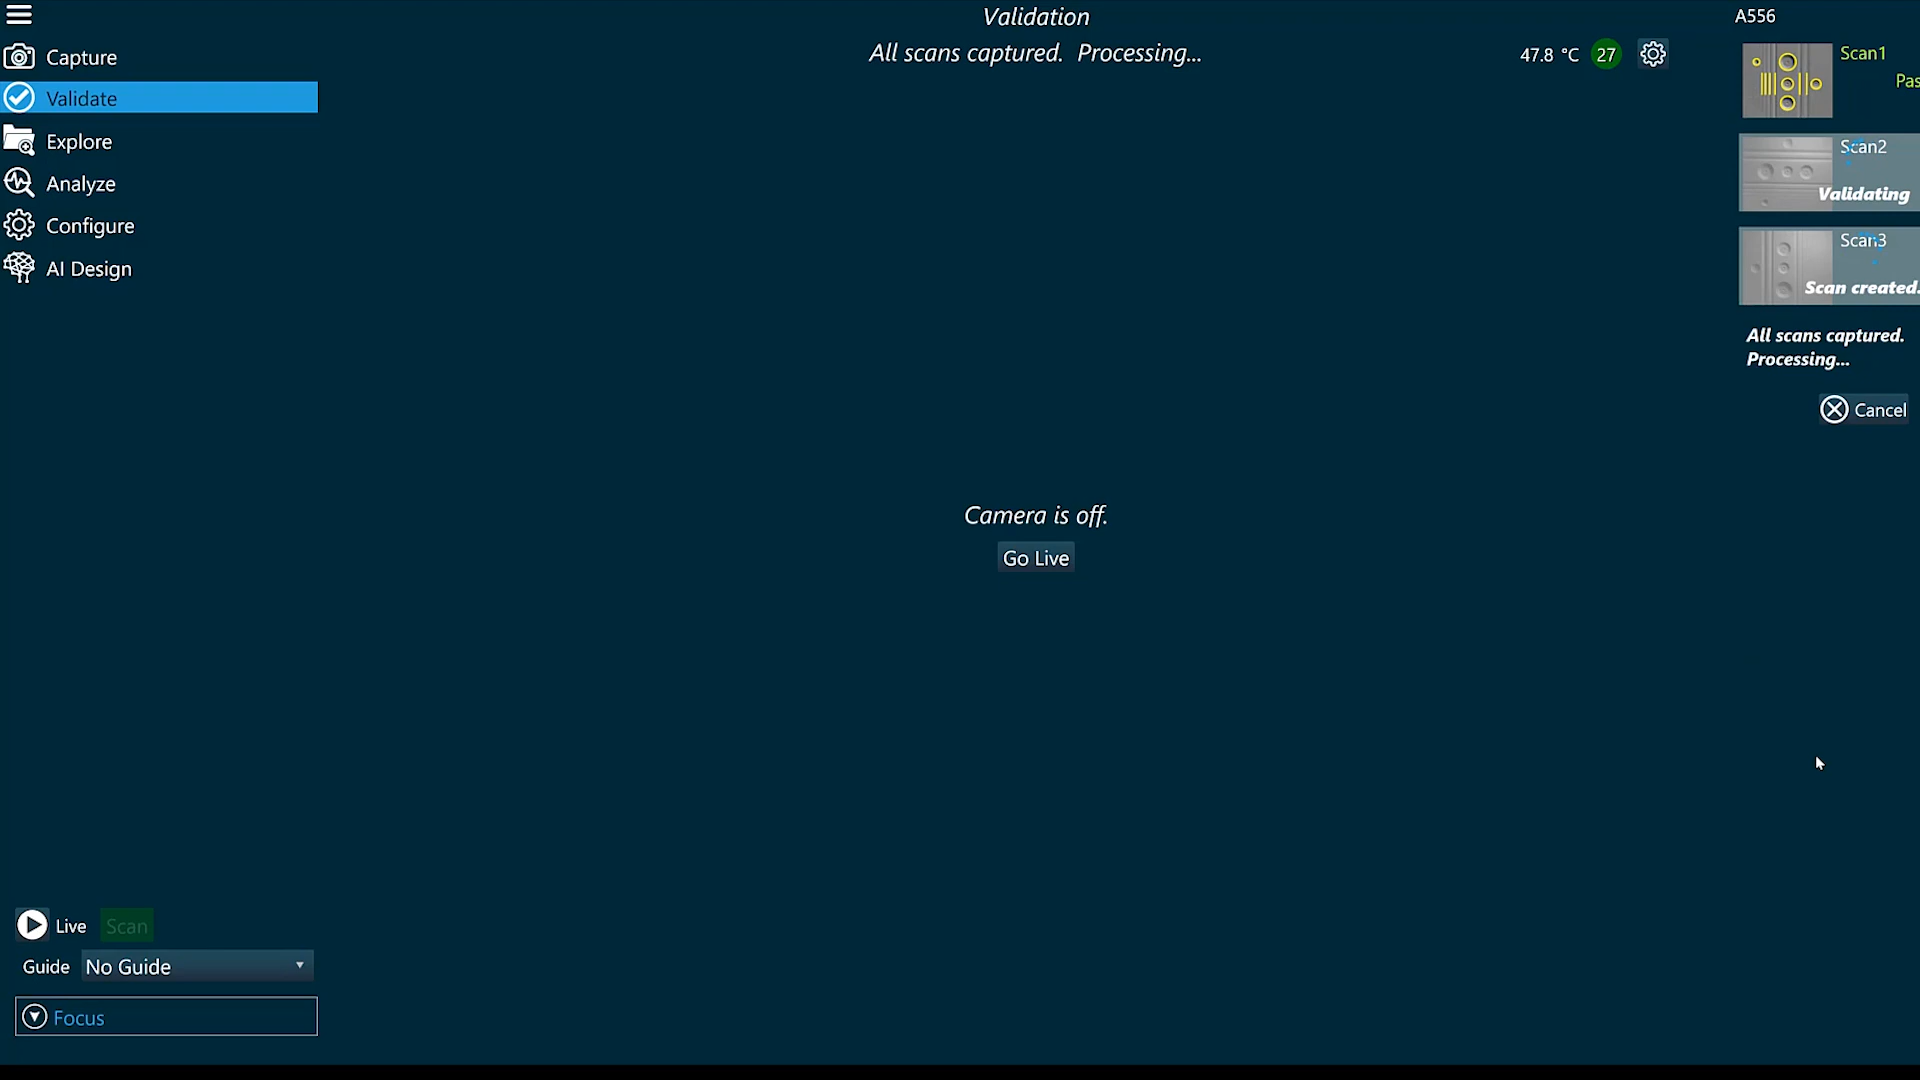 Validation
All scans captured. Processing...
47.8 °C
27
A556
Capture
Validate
Explore
Analyze
Configure
AI Design
Scan1
Pas
Scan2
Validating
Scan3
Scan created.
All scans captured.
Processing...
Cancel
Camera is off.
Go Live
Live
Scan
Guide
No Guide
Focus